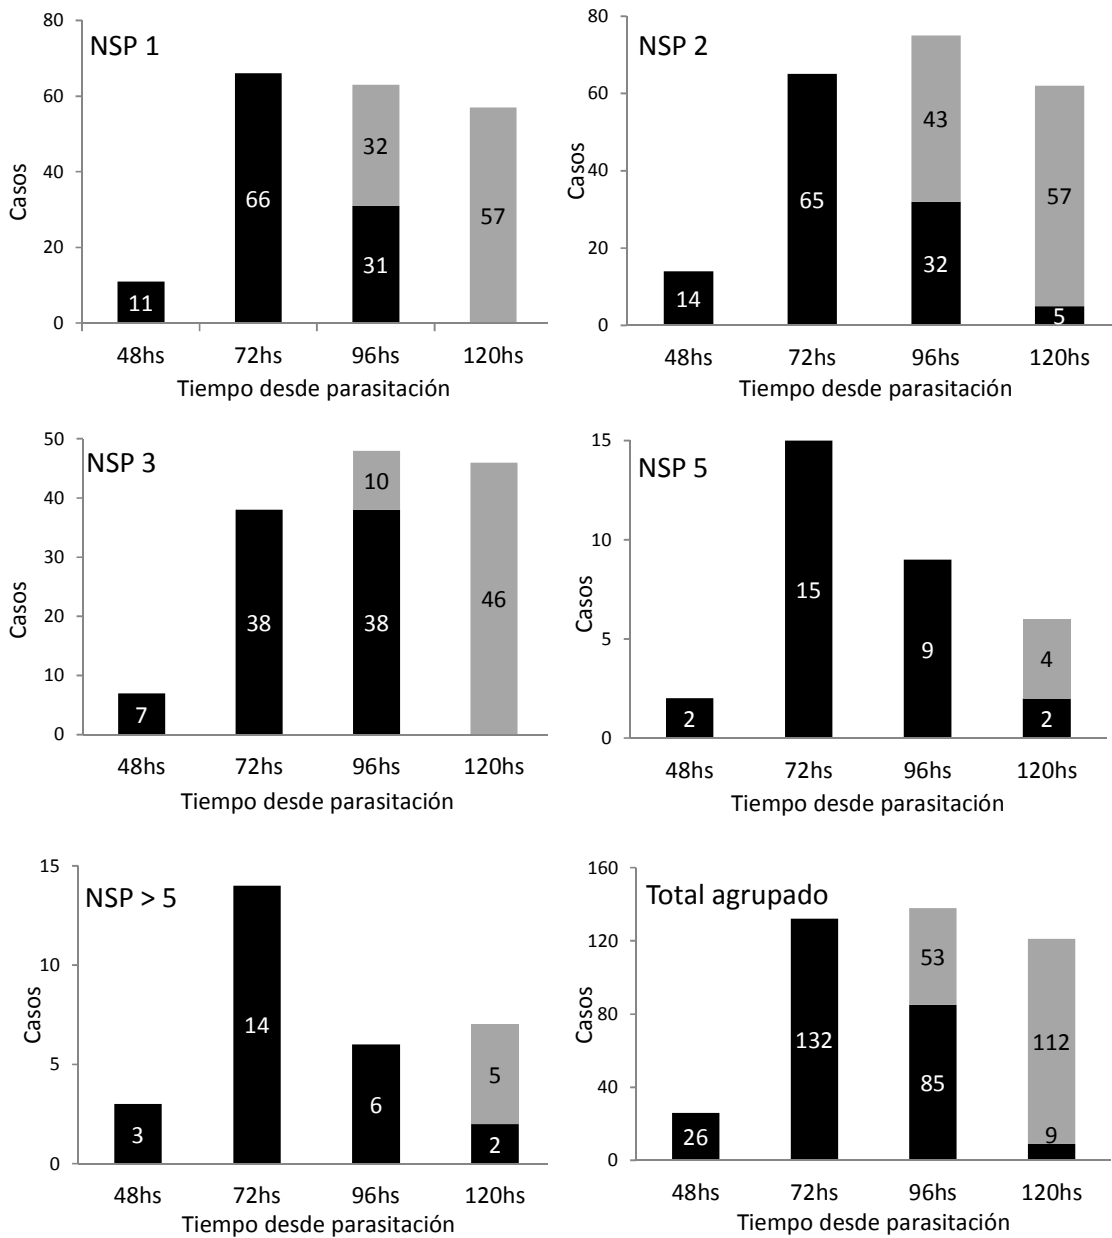 NSP 1
Casos
80
60
40
20
0
11
66
32
31
57
48hs 72hs 96hs 120hs
Tiempo desde parasitación
NSP 2
Casos
80
60
40
20
0
14
65
43
32
57
5
48hs 72hs 96hs 120hs
Tiempo desde parasitación
NSP 3
Casos
50
40
30
20
10
0
7
38
10
38
46
48hs 72hs 96hs 120hs
Tiempo desde parasitación
NSP 5
Casos
15
10
5
0
2
15
9
4
2
48hs 72hs 96hs 120hs
Tiempo desde parasitación
NSP > 5
Casos
15
10
5
0
3
14
6
5
2
48hs 72hs 96hs 120hs
Tiempo desde parasitación
Total agrupado
Casos
160
120
80
40
0
26
132
53
85
112
9
48hs 72hs 96hs 120hs
Tiempo desde parasitación